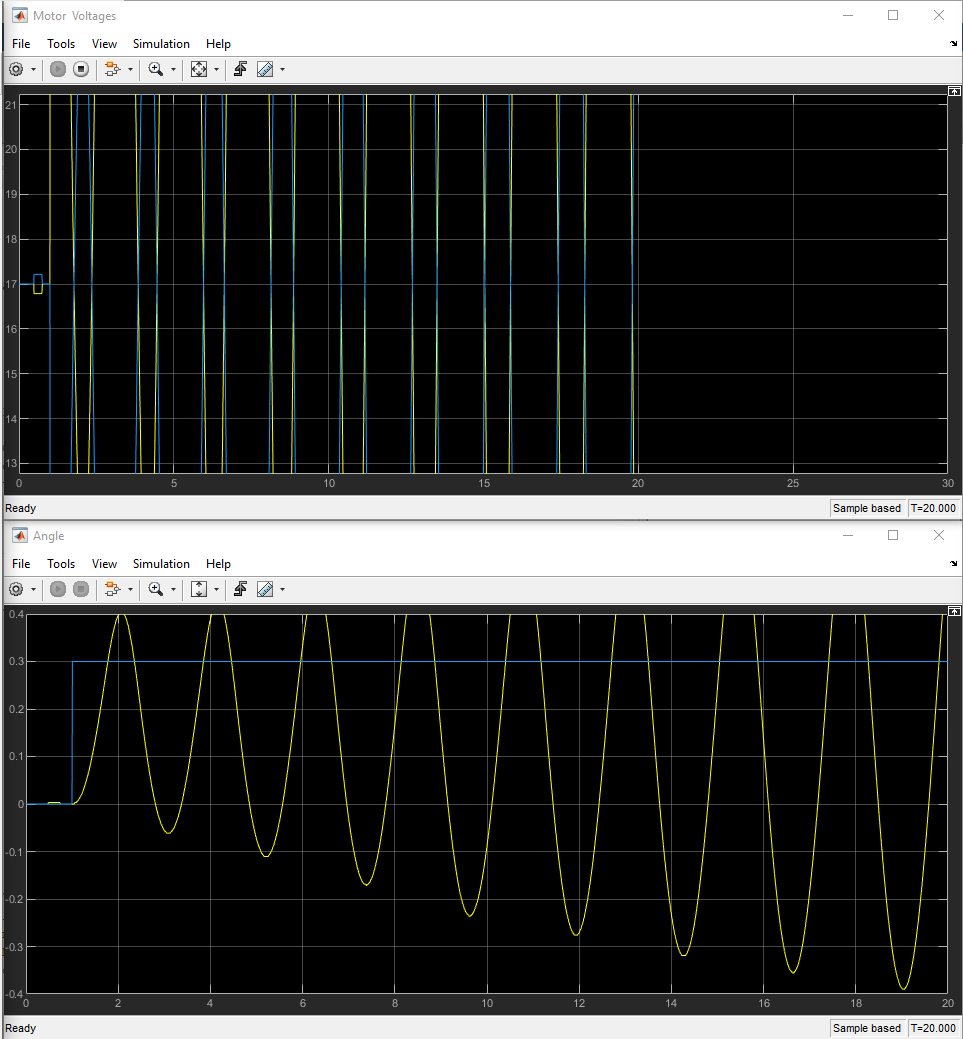 Motor Voltages
File Tools View Simulation Help
21
20
19
18
17
16
15
14
13
0 5 10 15 20 25 30
Ready Sample based T=20.000
Angle
File Tools View Simulation Help
0.4
0.3
0.2
0.1
0
-0.1
-0.2
-0.3
-0.4
0 2 4 6 8 10 12 14 16 18 20
Ready Sample based T=20.000